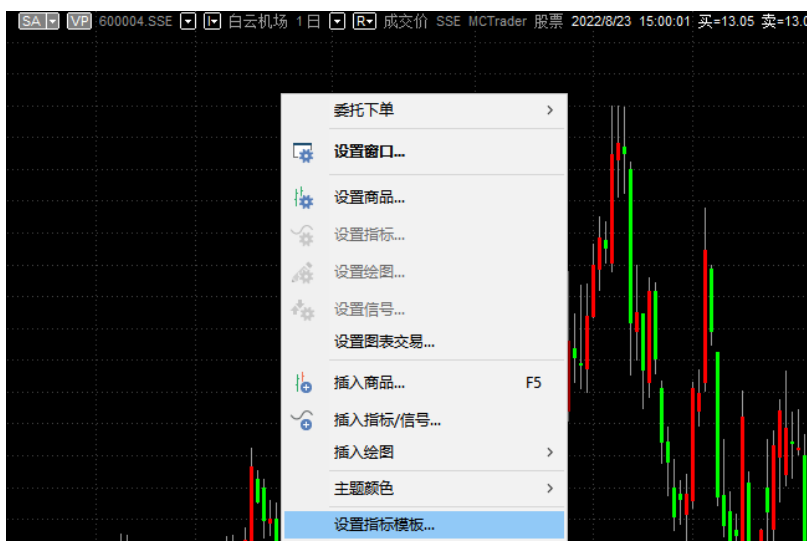 SA VP 600004.SSE I 白云机场 1日 R 成交价 SSE MCTrader 股票 2022/8/23 15:00:01 买=13.05 卖=13.0
委托下单
设置窗口...
设置商品...
设置指标...
设置绘图...
设置信号...
设置图表交易...
插入商品... F5
插入指标/信号...
插入绘图
主题颜色
设置指标模板...